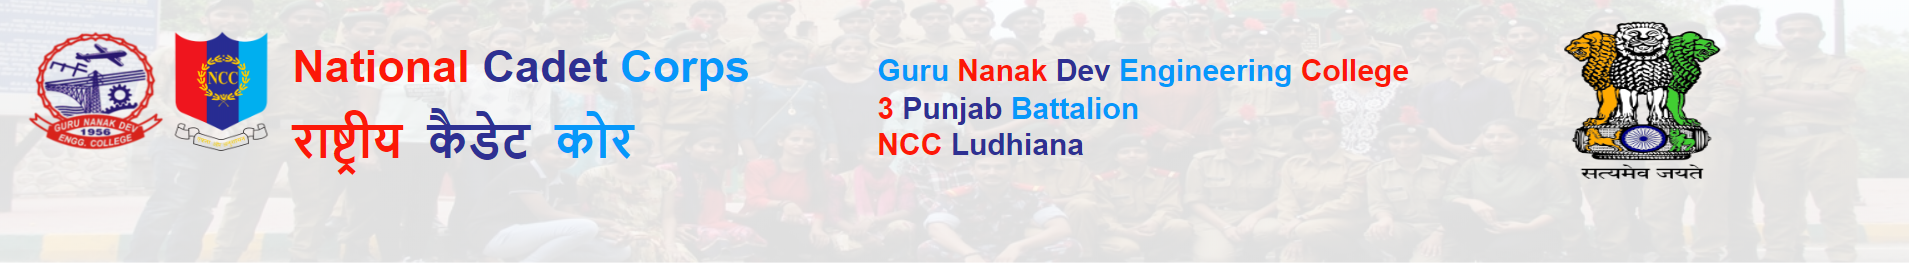 GURU NANAK DEV
1956
ENGG. COLLEGE
NCC
National Cadet Corps
राष्ट्रीय कैडेट कोर
Guru Nanak Dev Engineering College
3 Punjab Battalion
NCC Ludhiana
सत्यमेव जयते